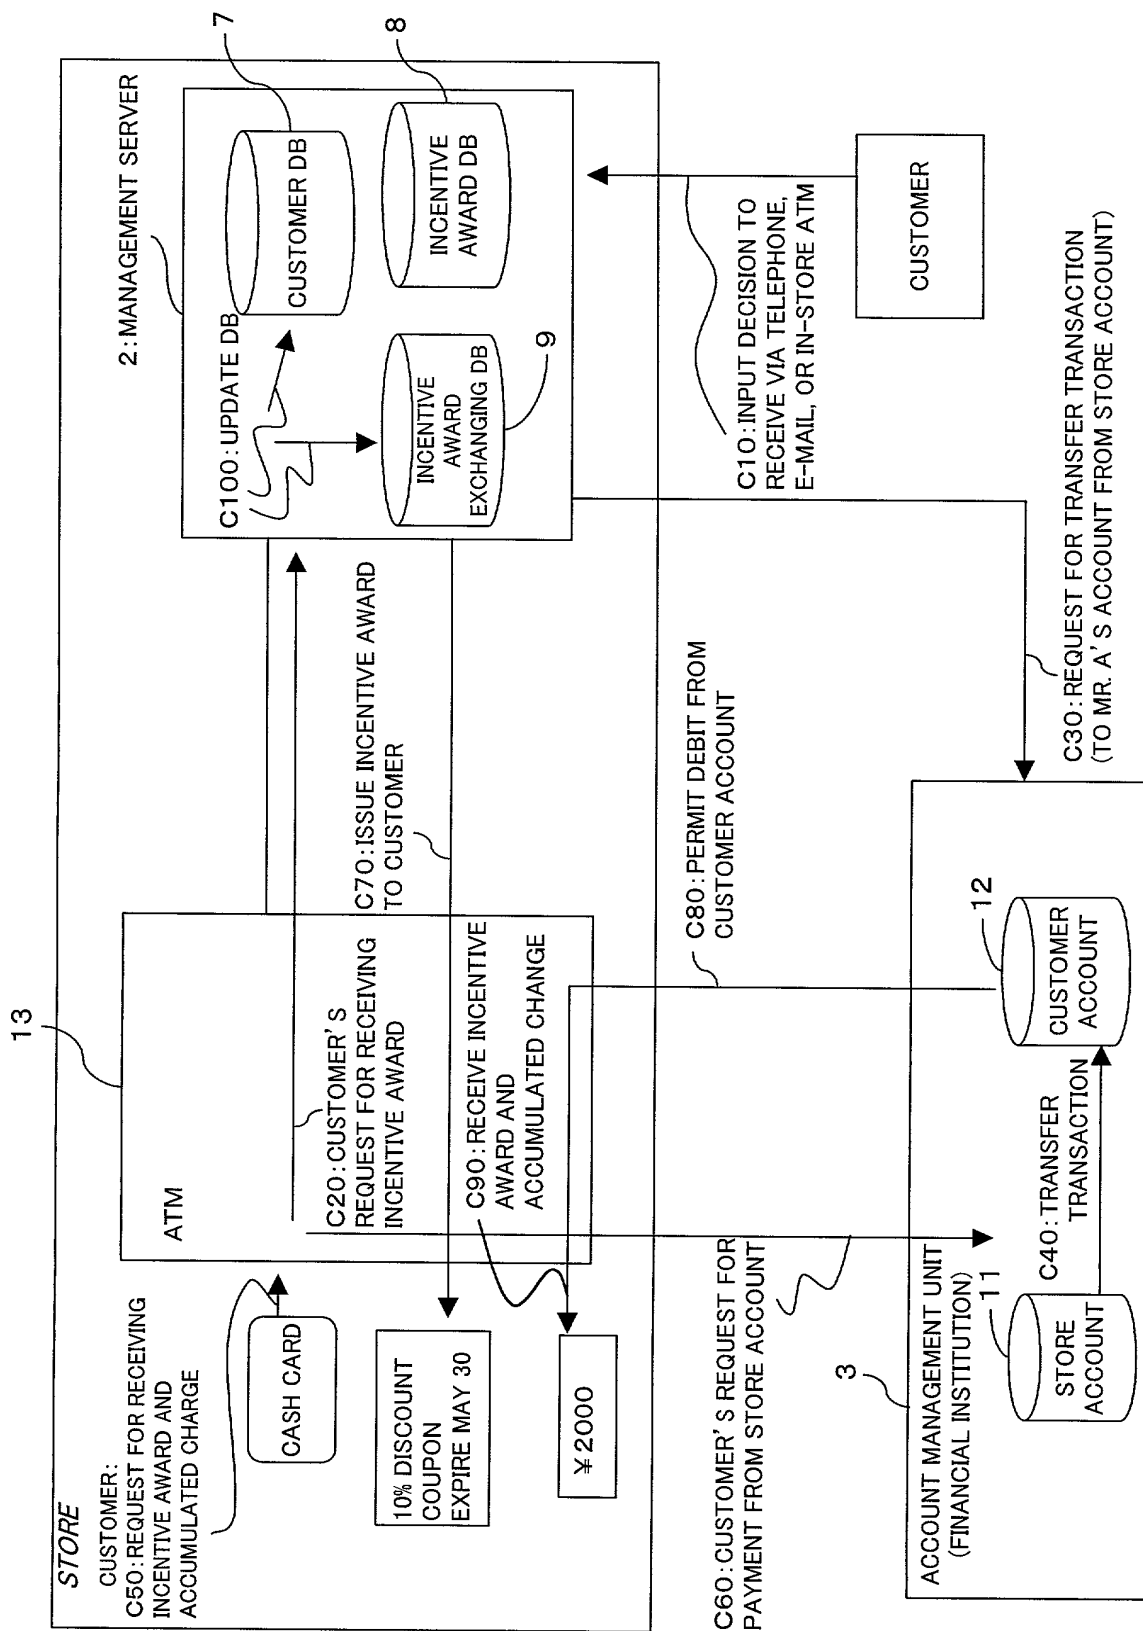 STORE
CUSTOMER:
C50:REQUEST FOR RECEIVING
INCENTIVE AWARD AND
ACCUMULATED CHARGE
CASH CARD
10% DISCOUNT
COUPON
EXPIRE MAY 30
¥2000
13
ATM
C20:CUSTOMER'S
REQUEST FOR RECEIVING
INCENTIVE AWARD
C90:RECEIVE INCENTIVE
AWARD AND
ACCUMULATED CHANGE
C70:ISSUE INCENTIVE AWARD
TO CUSTOMER
2:MANAGEMENT SERVER
C100:UPDATE DB
7
CUSTOMER DB
8
INCENTIVE
AWARD DB
INCENTIVE
AWARD
EXCHANGING DB
9
C60:CUSTOMER'S REQUEST FOR
PAYMENT FROM STORE ACCOUNT
C80:PERMIT DEBIT FROM
CUSTOMER ACCOUNT
C10:INPUT DECISION TO
RECEIVE VIA TELEPHONE,
E-MAIL, OR IN-STORE ATM
CUSTOMER
3
ACCOUNT MANAGEMENT UNIT
(FINANCIAL INSTITUTION)
11
STORE
ACCOUNT
C40:TRANSFER
TRANSACTION
12
CUSTOMER
ACCOUNT
C30:REQUEST FOR TRANSFER TRANSACTION
(TO MR. A'S ACCOUNT FROM STORE ACCOUNT)